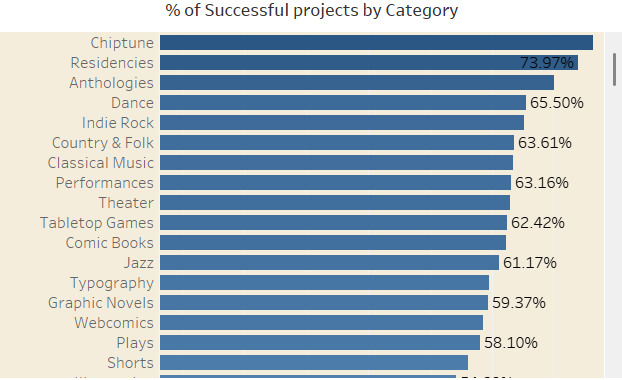 % of Successful projects by Category
Chiptune
Residencies 73.97%
Anthologies
Dance 65.50%
Indie Rock
Country & Folk 63.61%
Classical Music
Performances 63.16%
Theater
Tabletop Games 62.42%
Comic Books
Jazz 61.17%
Typography
Graphic Novels 59.37%
Webcomics
Plays 58.10%
Shorts